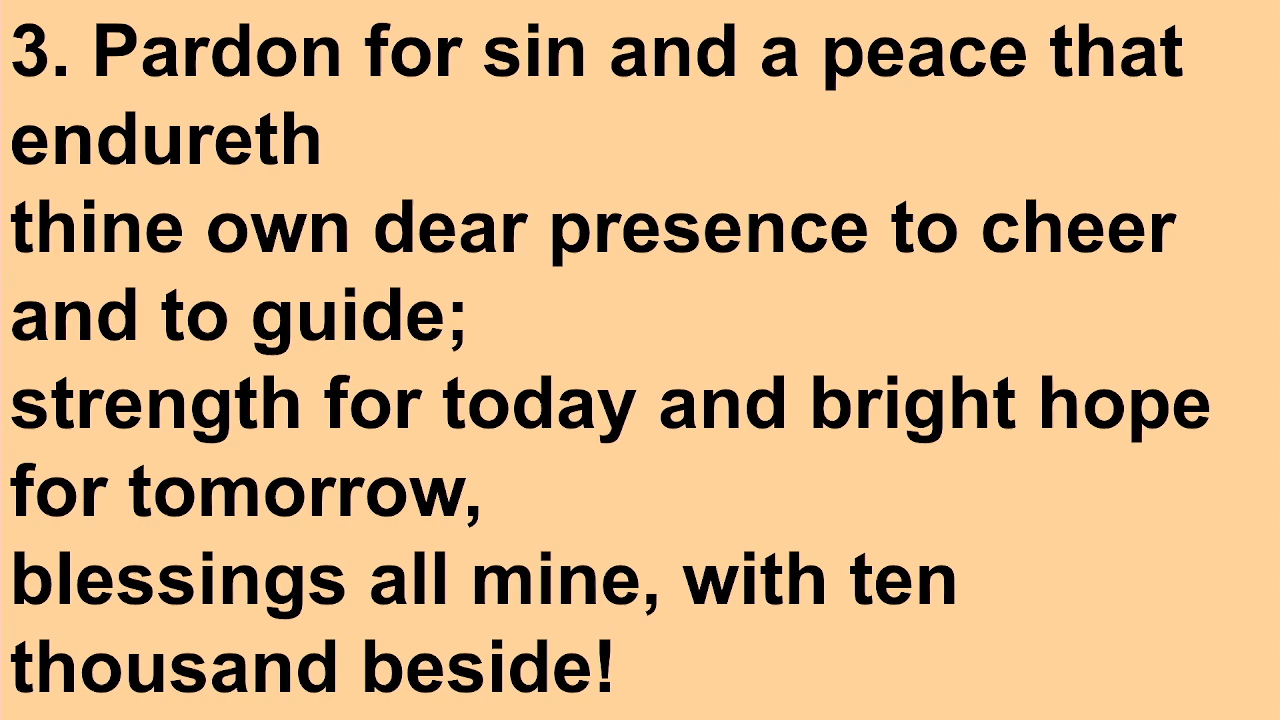 3. Pardon for sin and a peace that
endureth
thine own dear presence to cheer
and to guide;
strength for today and bright hope
for tomorrow,
blessings all mine, with ten
thousand beside!